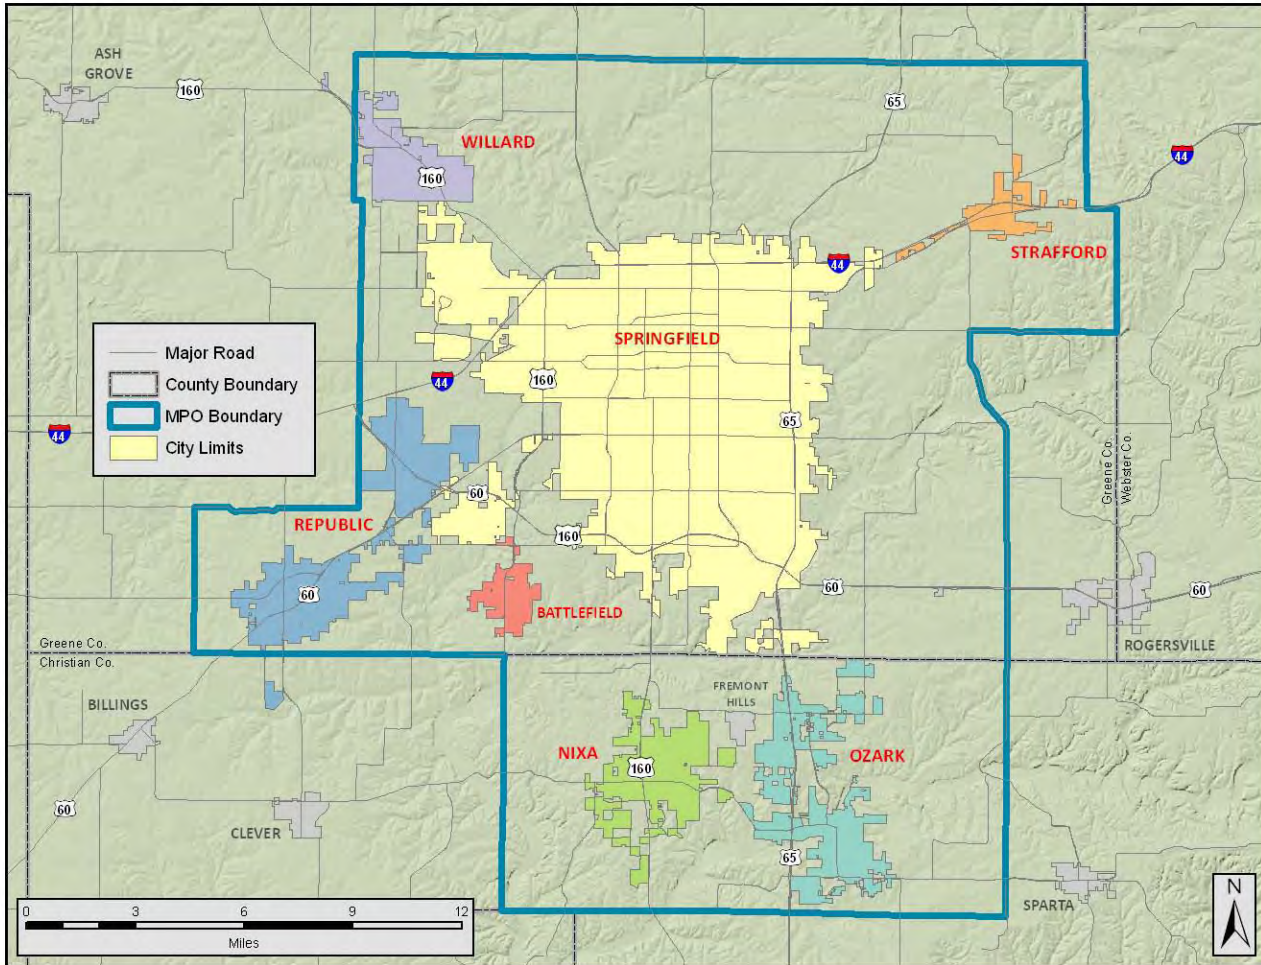 ASH
GROVE
160
65
WILLARD
44
160
STRAFFORD
44
SPRINGFIELD
Major Road
County Boundary
MPO Boundary
City Limits
44
160
44
65
60
REPUBLIC
160
Greene Co.
Webster Co.
60
BATTLEFIELD
60
60
ROGERSVILLE
Greene Co.
Christian Co.
BILLINGS
FREMONT
HILLS
NIXA
160
OZARK
60
CLEVER
65
SPARTA
N
0 3 6 9 12
Miles